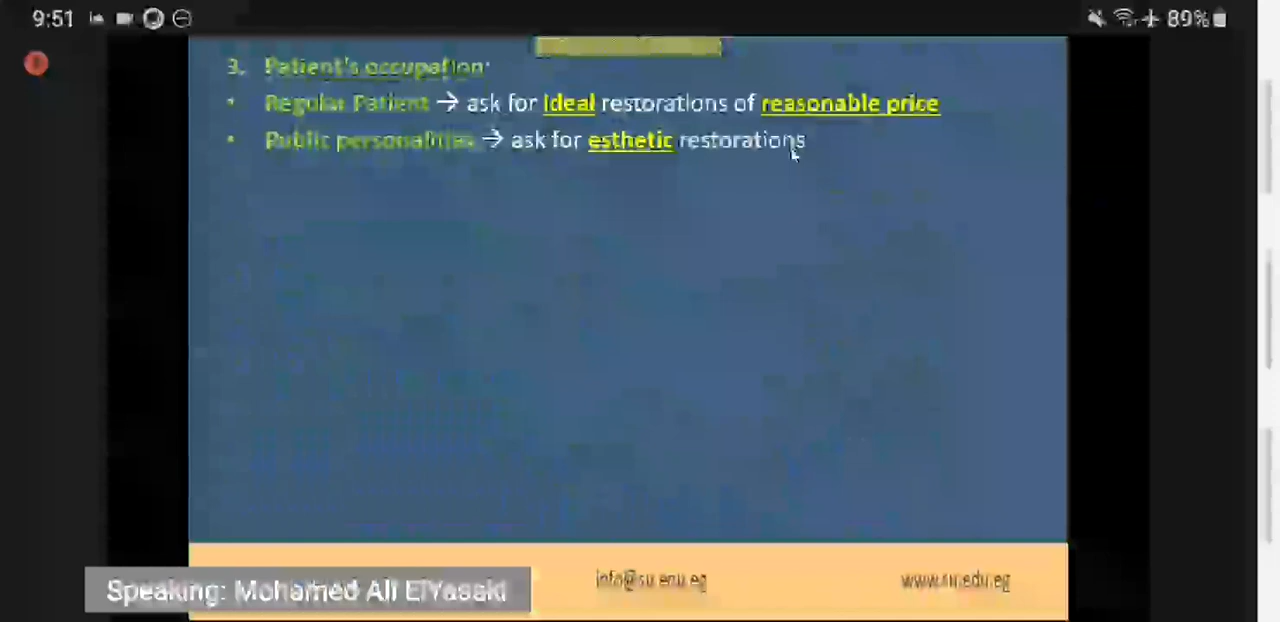 9:51
89%
3. Patient's occupation:
• Regular Patient → ask for ideal restorations of reasonable price
• Public personalities → ask for esthetic restorations
info@su.edu.eg
www.su.edu.eg
Speaking: Mohamed Ali ElYasaki